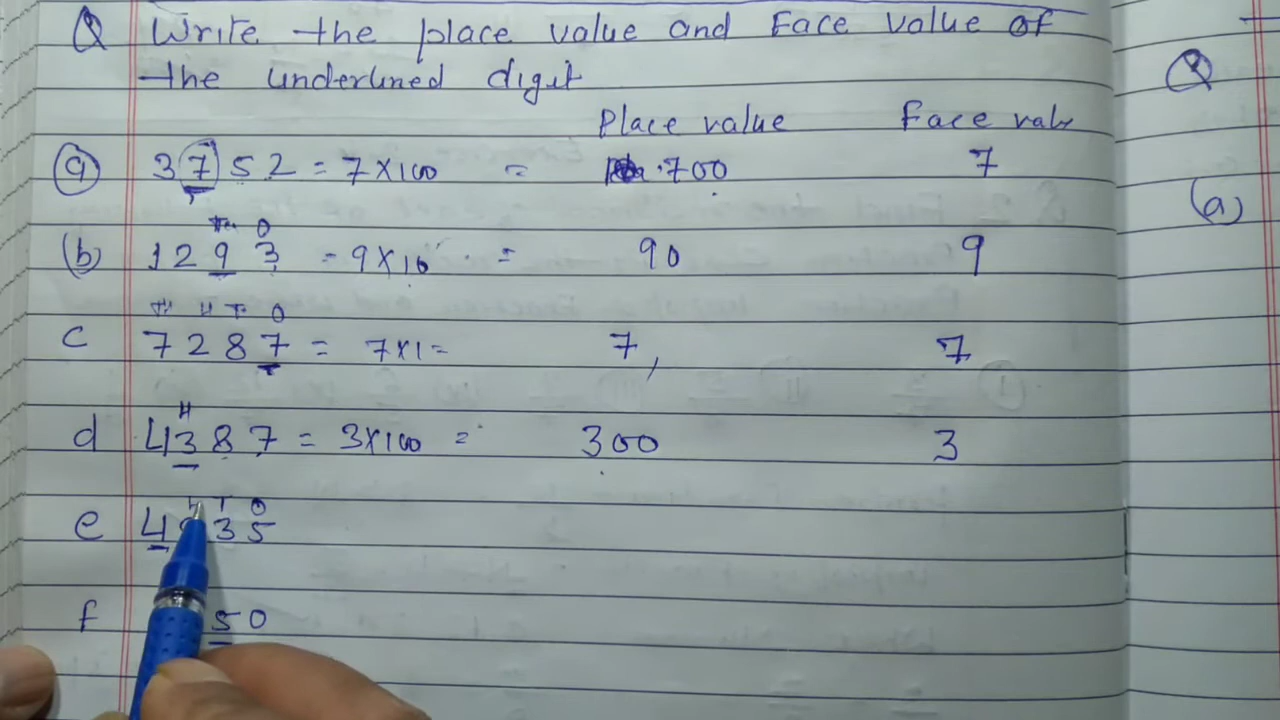 Q Write the place value and Face value of
the underlined digit
Place value Face valu
Q
(a) 3752 = 7×100 = 700 7
(a)
T O
(b) 1293 = 9×10 = 90 9
TH H T O
c 7287 = 7×1 = 7, 7
H
d 4387 = 3×100 = 300 3
H T O
e 4 35
f 50